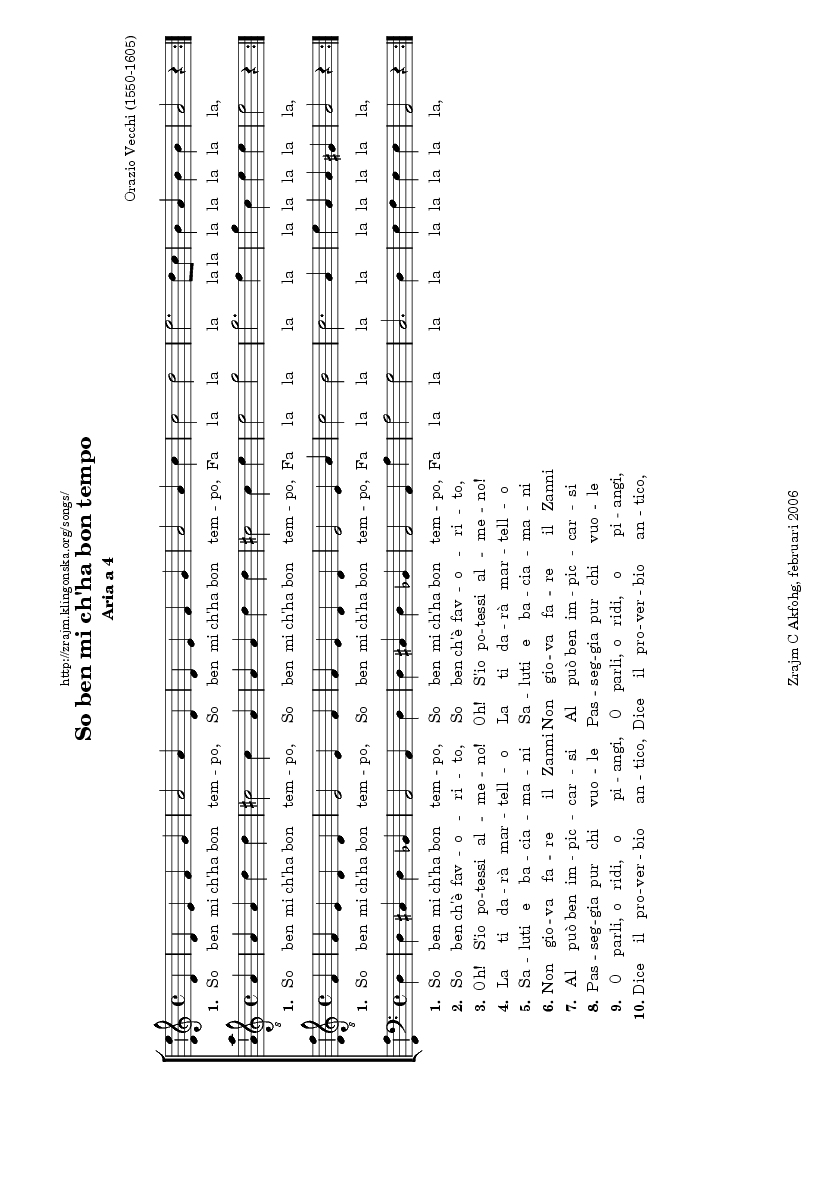 http://zrajm.klingonska.org/songs/
So ben mi ch'ha bon tempo
Aria a 4
Orazio Vecchi (1550-1605)
1. So ben mi ch'ha bon tem - po, So ben mi ch'ha bon tem - po, Fa la la la la la la la la la la,
8
1. So ben mi ch'ha bon tem - po, So ben mi ch'ha bon tem - po, Fa la la la la la la la la la,
8
1. So ben mi ch'ha bon tem - po, So ben mi ch'ha bon tem - po, Fa la la la la la la la la la,
1. So ben mi ch'ha bon tem - po, So ben mi ch'ha bon tem - po, Fa la la la la la la la la la,
2. So ben ch'è fav - o - ri - to, So ben ch'è fav - o - ri - to,
3. Oh! S'io po-tessi al - me - no! Oh! S'io po-tessi al - me - no!
4. La ti da - rà mar - tell - o La ti da - rà mar - tell - o
5. Sa - luti e ba - cia - ma - ni Sa - luti e ba - cia - ma - ni
6. Non gio - va fa - re il Zanni Non gio - va fa - re il Zanni
7. Al può ben im - pic - car - si Al può ben im - pic - car - si
8. Pas - seg-gia pur chi vuo - le Pas - seg-gia pur chi vuo - le
9. O parli, o ridi, o pi - angi, O parli, o ridi, o pi - angi,
10. Dice il pro-ver - bio an - tico, Dice il pro-ver - bio an - tico,
Zrajm C Akfohg, februari 2006